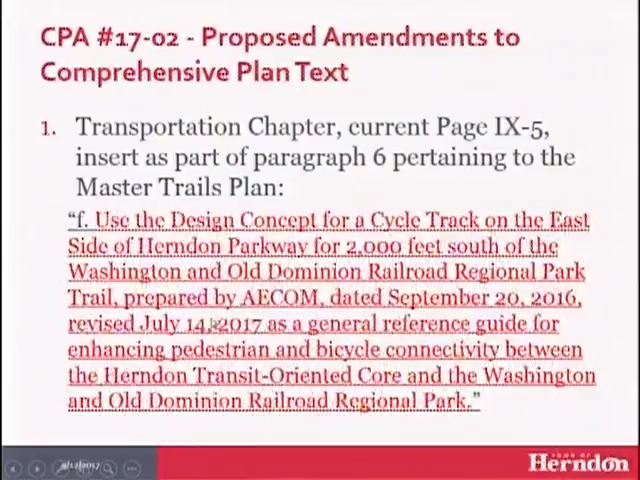 CPA #17-02 - Proposed Amendments to
Comprehensive Plan Text
1. Transportation Chapter, current Page IX-5,
insert as part of paragraph 6 pertaining to the
Master Trails Plan:
"f. Use the Design Concept for a Cycle Track on the East
Side of Herndon Parkway for 2,000 feet south of the
Washington and Old Dominion Railroad Regional Park
Trail, prepared by AECOM, dated September 20, 2016,
revised July 14, 2017 as a general reference guide for
enhancing pedestrian and bicycle connectivity between
the Herndon Transit-Oriented Core and the Washington
and Old Dominion Railroad Regional Park."
Herndon